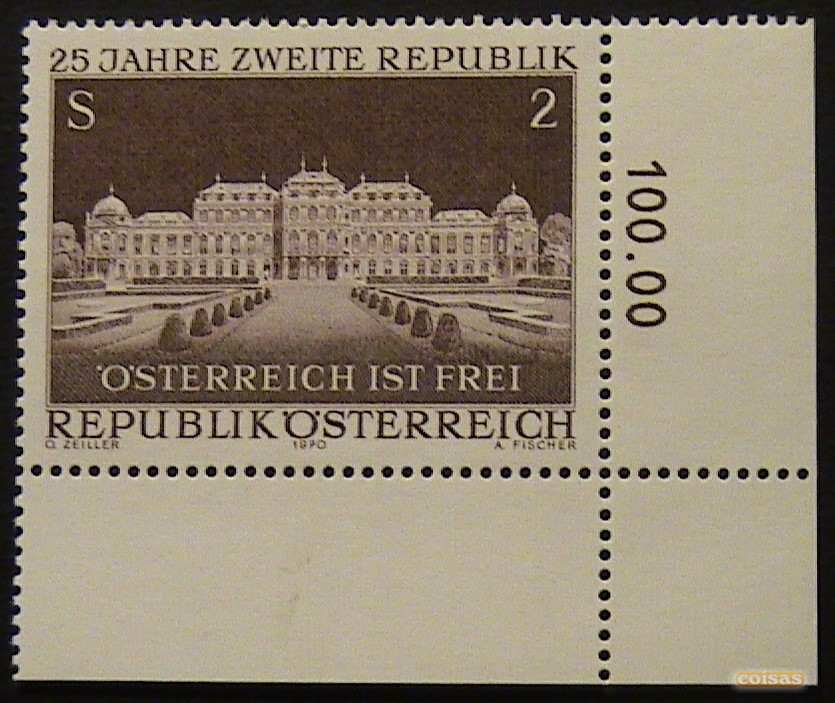 25 JAHRE ZWEITE REPUBLIK
S 2
ÖSTERREICH IST FREI
REPUBLIK ÖSTERREICH
O. ZEILLER 1970 A. FISCHER
100.00
coisas